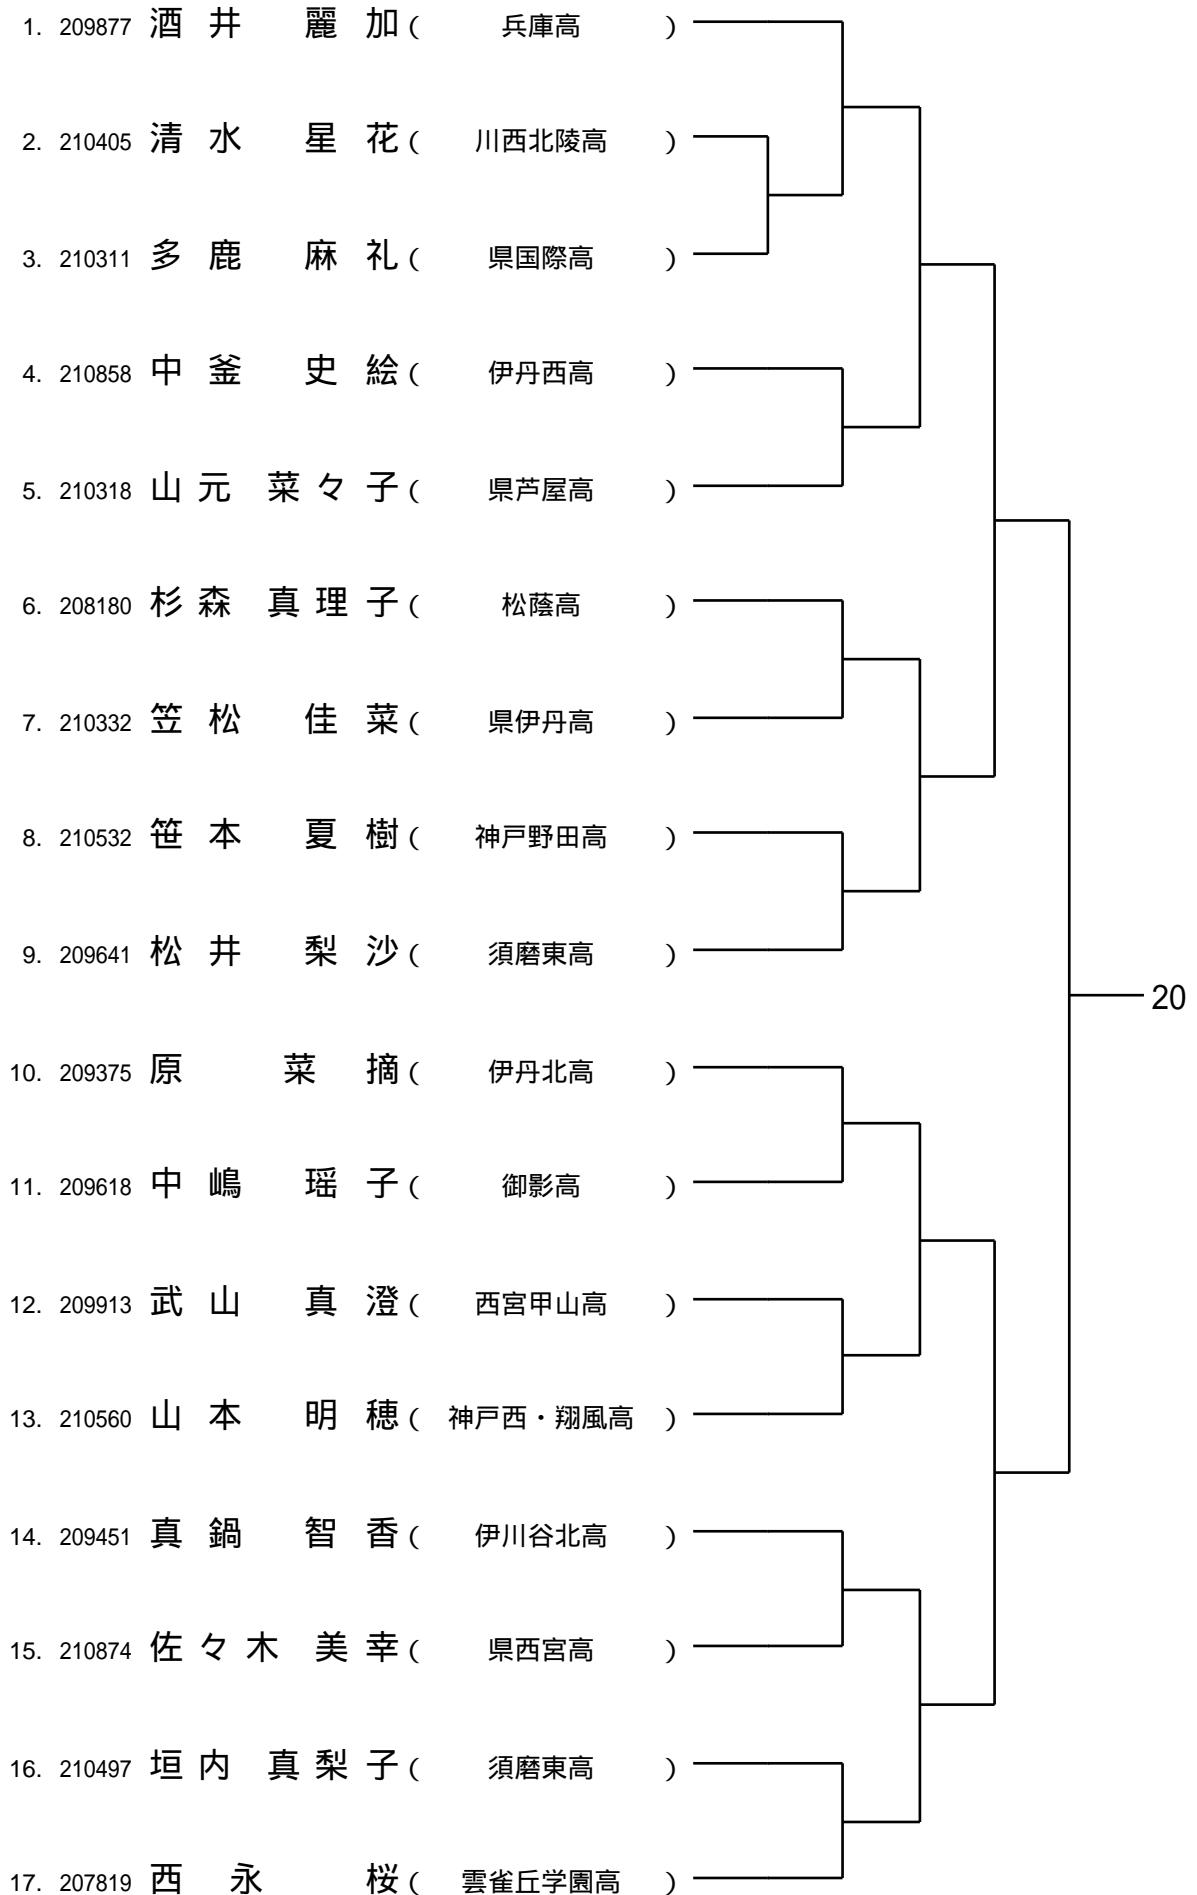 1. 209877 酒井 麗加 ( 兵庫高 )
2. 210405 清水 星花 ( 川西北陵高 )
3. 210311 多鹿 麻礼 ( 県国際高 )
4. 210858 中釜 史絵 ( 伊丹西高 )
5. 210318 山元 菜々子 ( 県芦屋高 )
6. 208180 杉森 真理子 ( 松蔭高 )
7. 210332 笠松 佳菜 ( 県伊丹高 )
8. 210532 笹本 夏樹 ( 神戸野田高 )
9. 209641 松井 梨沙 ( 須磨東高 )
20
10. 209375 原 菜摘 ( 伊丹北高 )
11. 209618 中嶋 瑶子 ( 御影高 )
12. 209913 武山 真澄 ( 西宮甲山高 )
13. 210560 山本 明穂 ( 神戸西・翔風高 )
14. 209451 真鍋 智香 ( 伊川谷北高 )
15. 210874 佐々木 美幸 ( 県西宮高 )
16. 210497 垣内 真梨子 ( 須磨東高 )
17. 207819 西永 桜 ( 雲雀丘学園高 )